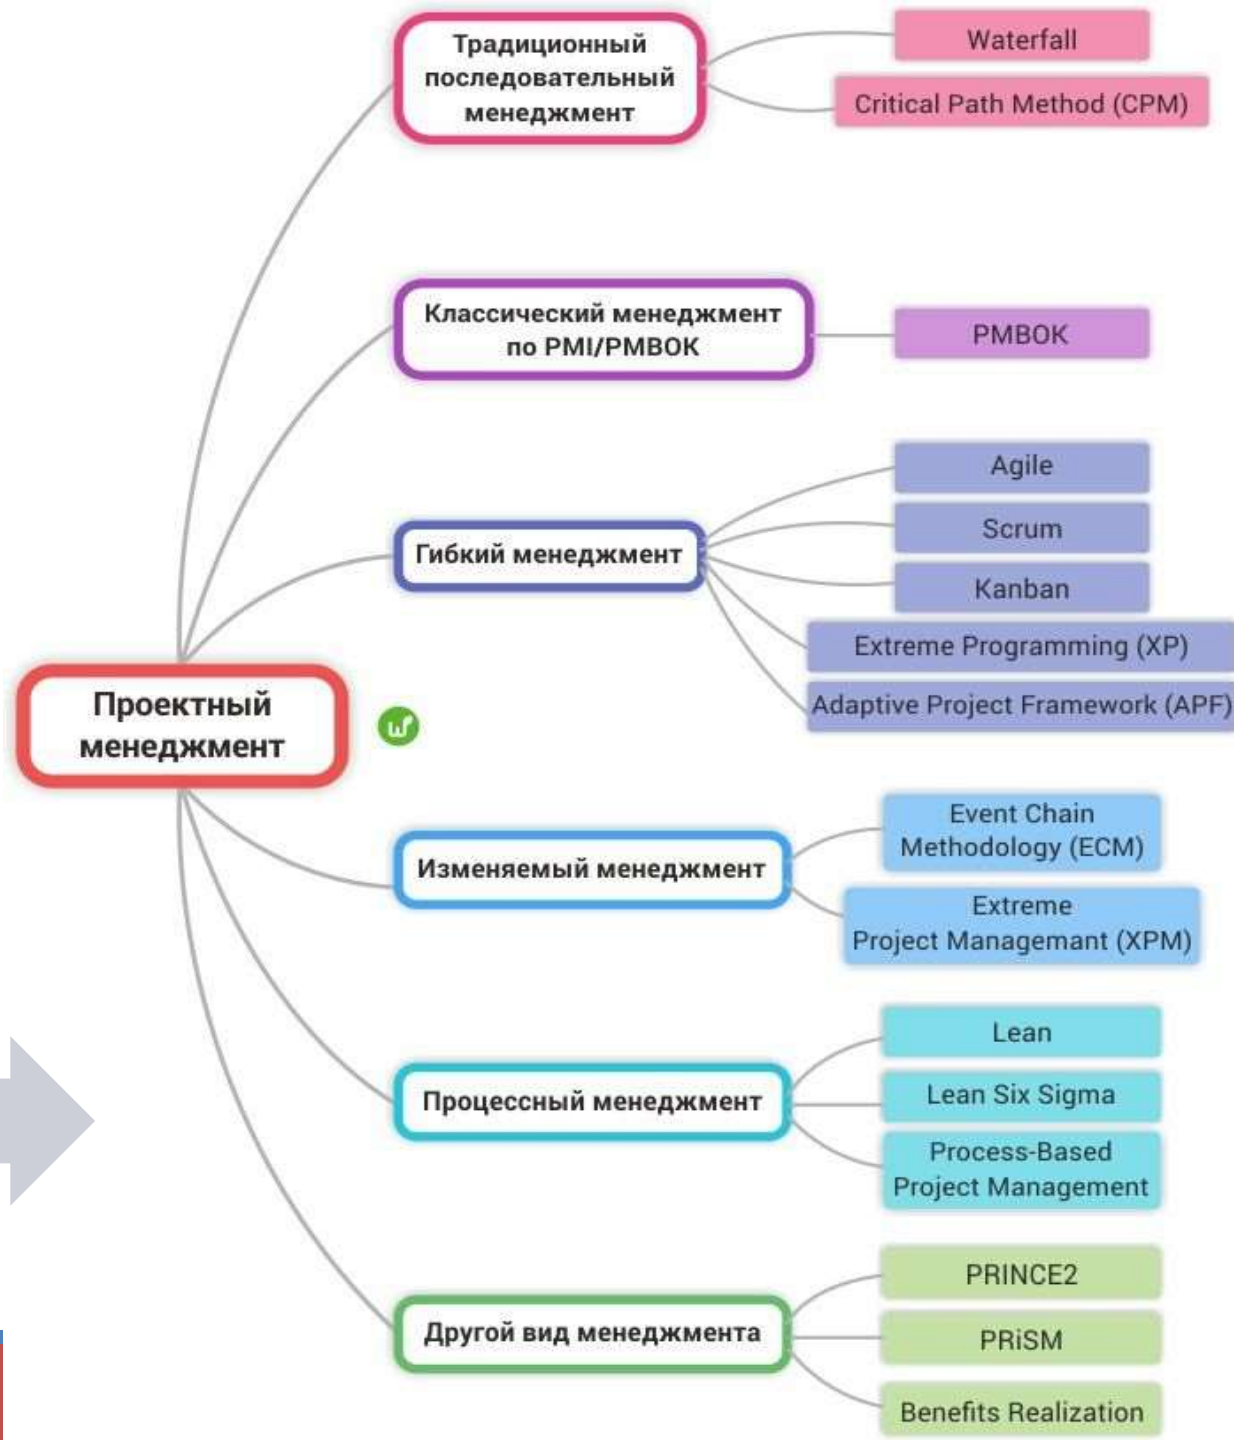 Традиционный
последовательный
менеджмент
Waterfall
Critical Path Method (CPM)
Классический менеджмент
по PMI/PMBOK
PMBOK
Гибкий менеджмент
Agile
Scrum
Kanban
Extreme Programming (XP)
Adaptive Project Framework (APF)
Проектный
менеджмент
Изменяемый менеджмент
Event Chain
Methodology (ECM)
Extreme
Project Managemant (XPM)
Процессный менеджмент
Lean
Lean Six Sigma
Process-Based
Project Management
Другой вид менеджмента
PRINCE2
PRiSM
Benefits Realization